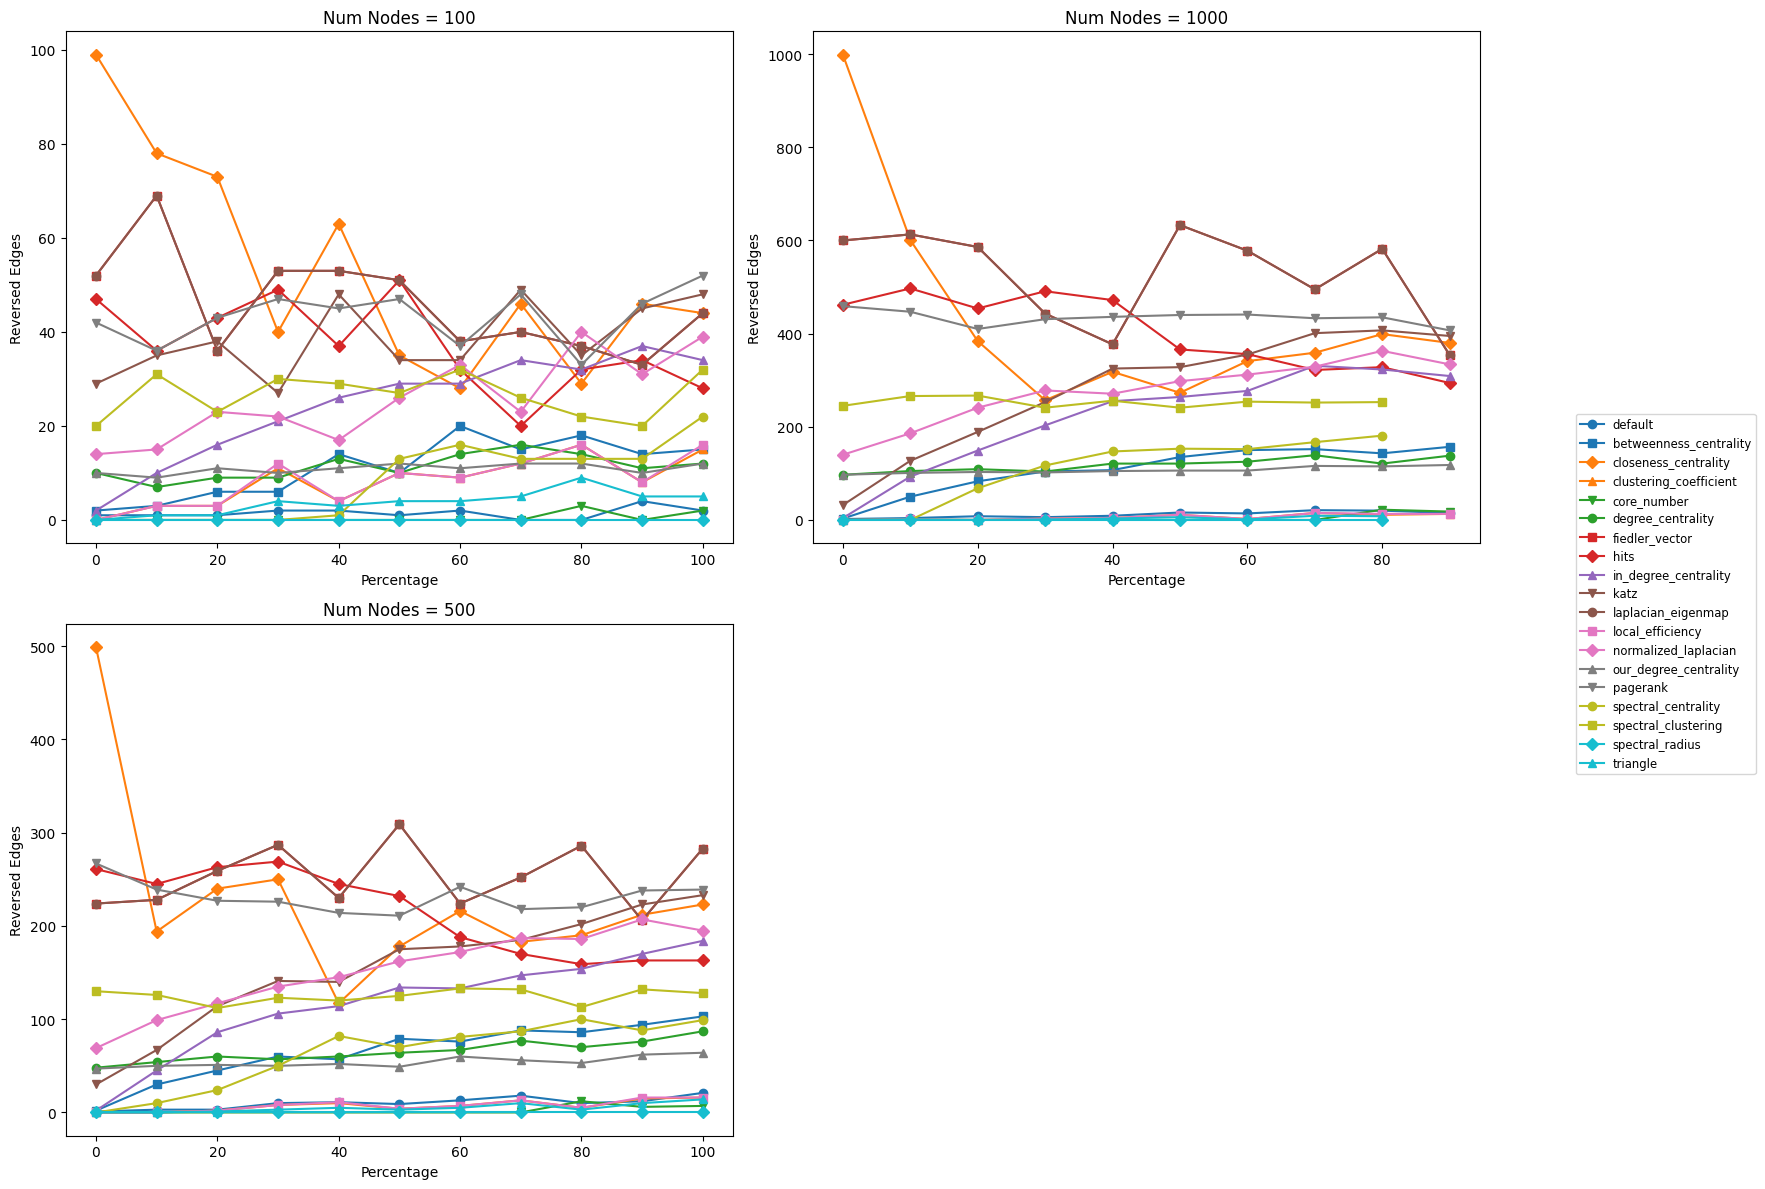 Num Nodes = 100
100
80
60
40
20
0
Reversed Edges
0 20 40 60 80 100
Percentage
Num Nodes = 1000
1000
800
600
400
200
0
Reversed Edges
0 20 40 60 80
Percentage
Num Nodes = 500
500
400
300
200
100
0
Reversed Edges
0 20 40 60 80 100
Percentage
default
betweenness_centrality
closeness_centrality
clustering_coefficient
core_number
degree_centrality
fiedler_vector
hits
in_degree_centrality
katz
laplacian_eigenmap
local_efficiency
normalized_laplacian
our_degree_centrality
pagerank
spectral_centrality
spectral_clustering
spectral_radius
triangle